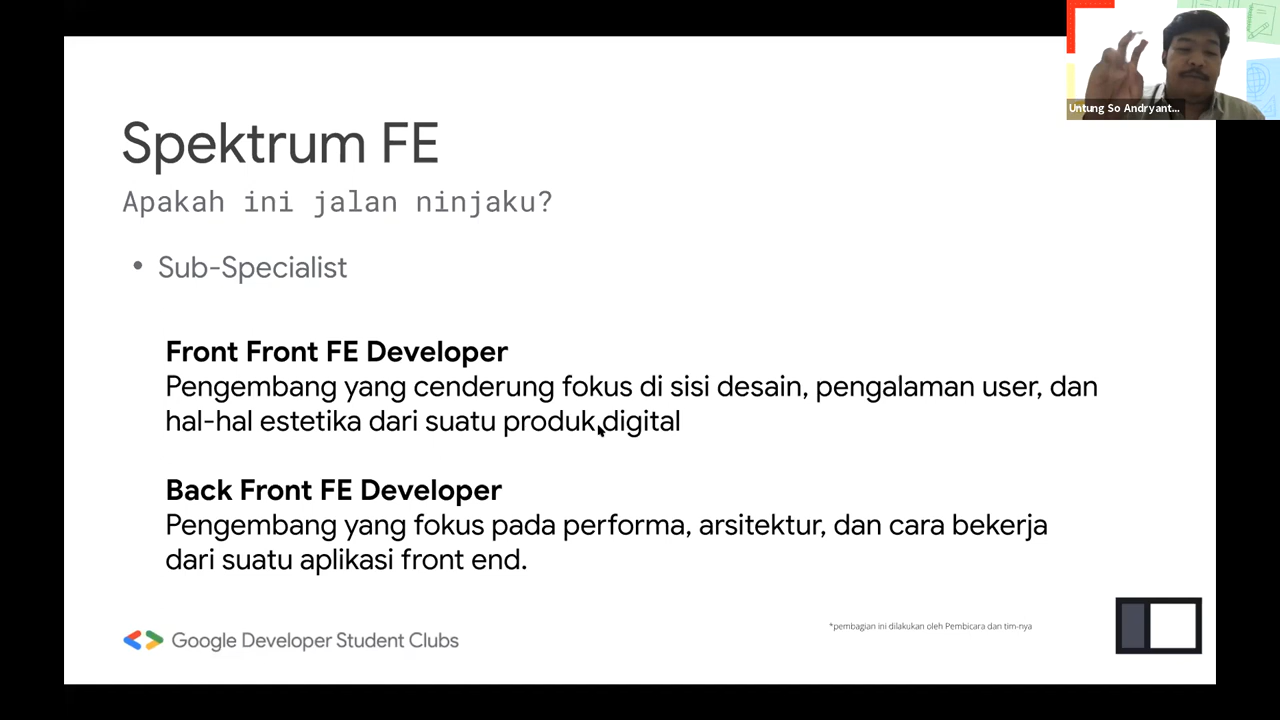 Untung So Andryant...
Spektrum FE
Apakah ini jalan ninjaku?
• Sub-Specialist
Front Front FE Developer
Pengembang yang cenderung fokus di sisi desain, pengalaman user, dan
hal-hal estetika dari suatu produk digital
Back Front FE Developer
Pengembang yang fokus pada performa, arsitektur, dan cara bekerja
dari suatu aplikasi front end.
*pembagian ini dilakukan oleh Pembicara dan tim-nya
Google Developer Student Clubs